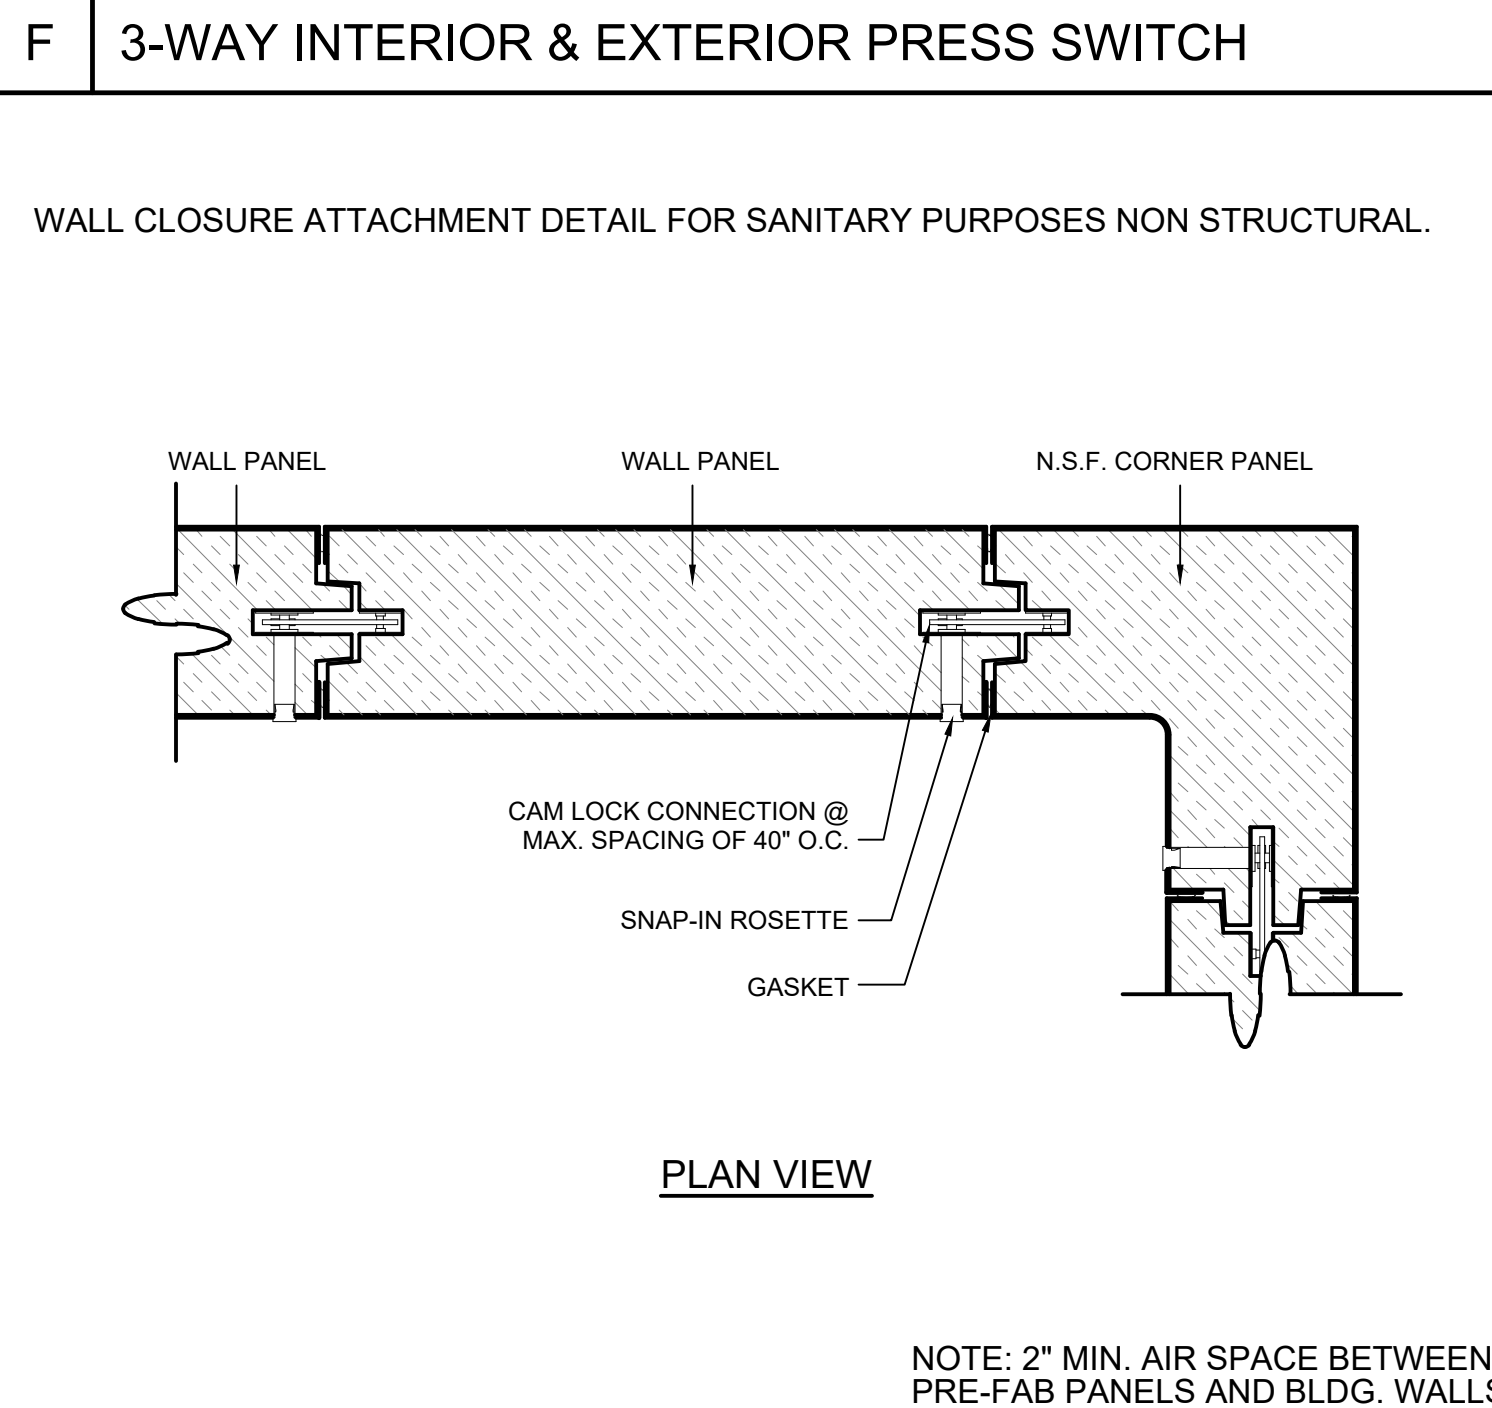 F 3-WAY INTERIOR & EXTERIOR PRESS SWITCH
WALL CLOSURE ATTACHMENT DETAIL FOR SANITARY PURPOSES NON STRUCTURAL.
WALL PANEL
WALL PANEL
N.S.F. CORNER PANEL
CAM LOCK CONNECTION @
MAX. SPACING OF 40" O.C.
SNAP-IN ROSETTE
GASKET
PLAN VIEW
NOTE: 2" MIN. AIR SPACE BETWEEN
PRE-FAB PANELS AND BLDG. WALLS